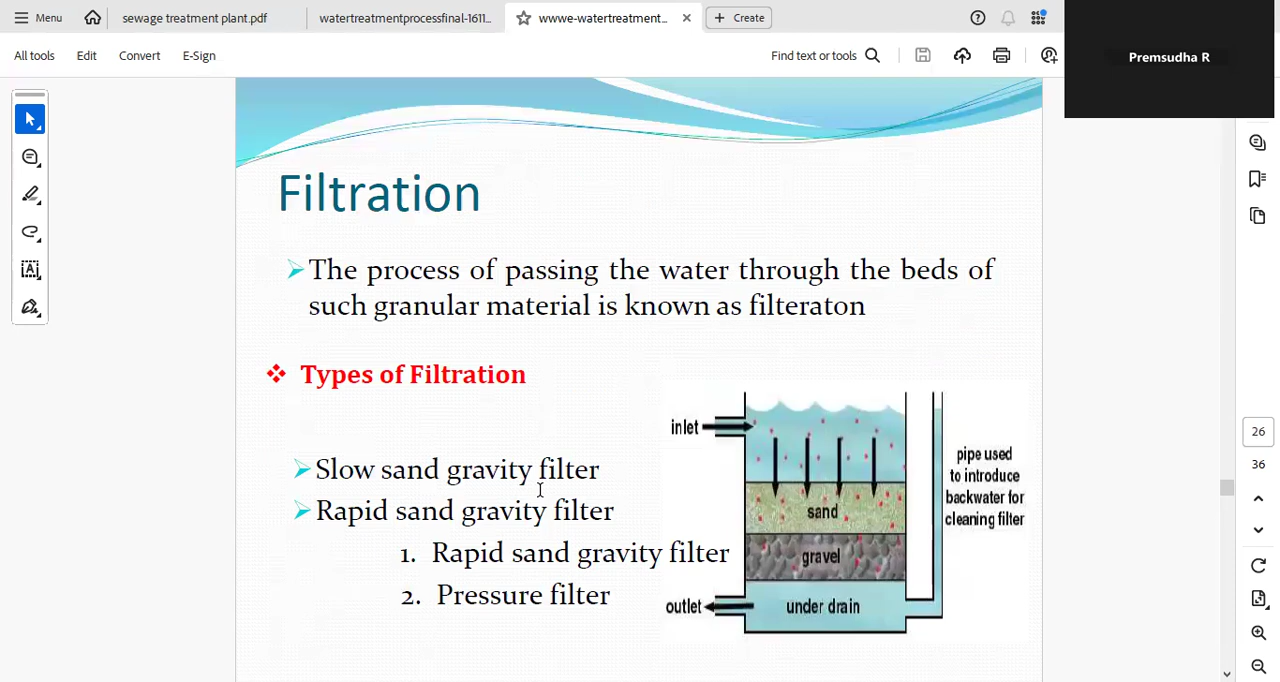 Menu
sewage treatment plant.pdf
watertreatmentprocessfinal-1611...
wwwe-watertreatment...
Create
All tools
Edit
Convert
E-Sign
Find text or tools
Premsudha R
Filtration
The process of passing the water through the beds of
such granular material is known as filteraton
Types of Filtration
Slow sand gravity filter
Rapid sand gravity filter
1. Rapid sand gravity filter
2. Pressure filter
inlet
sand
gravel
outlet
under drain
pipe used
to introduce
backwater for
cleaning filter
26
36